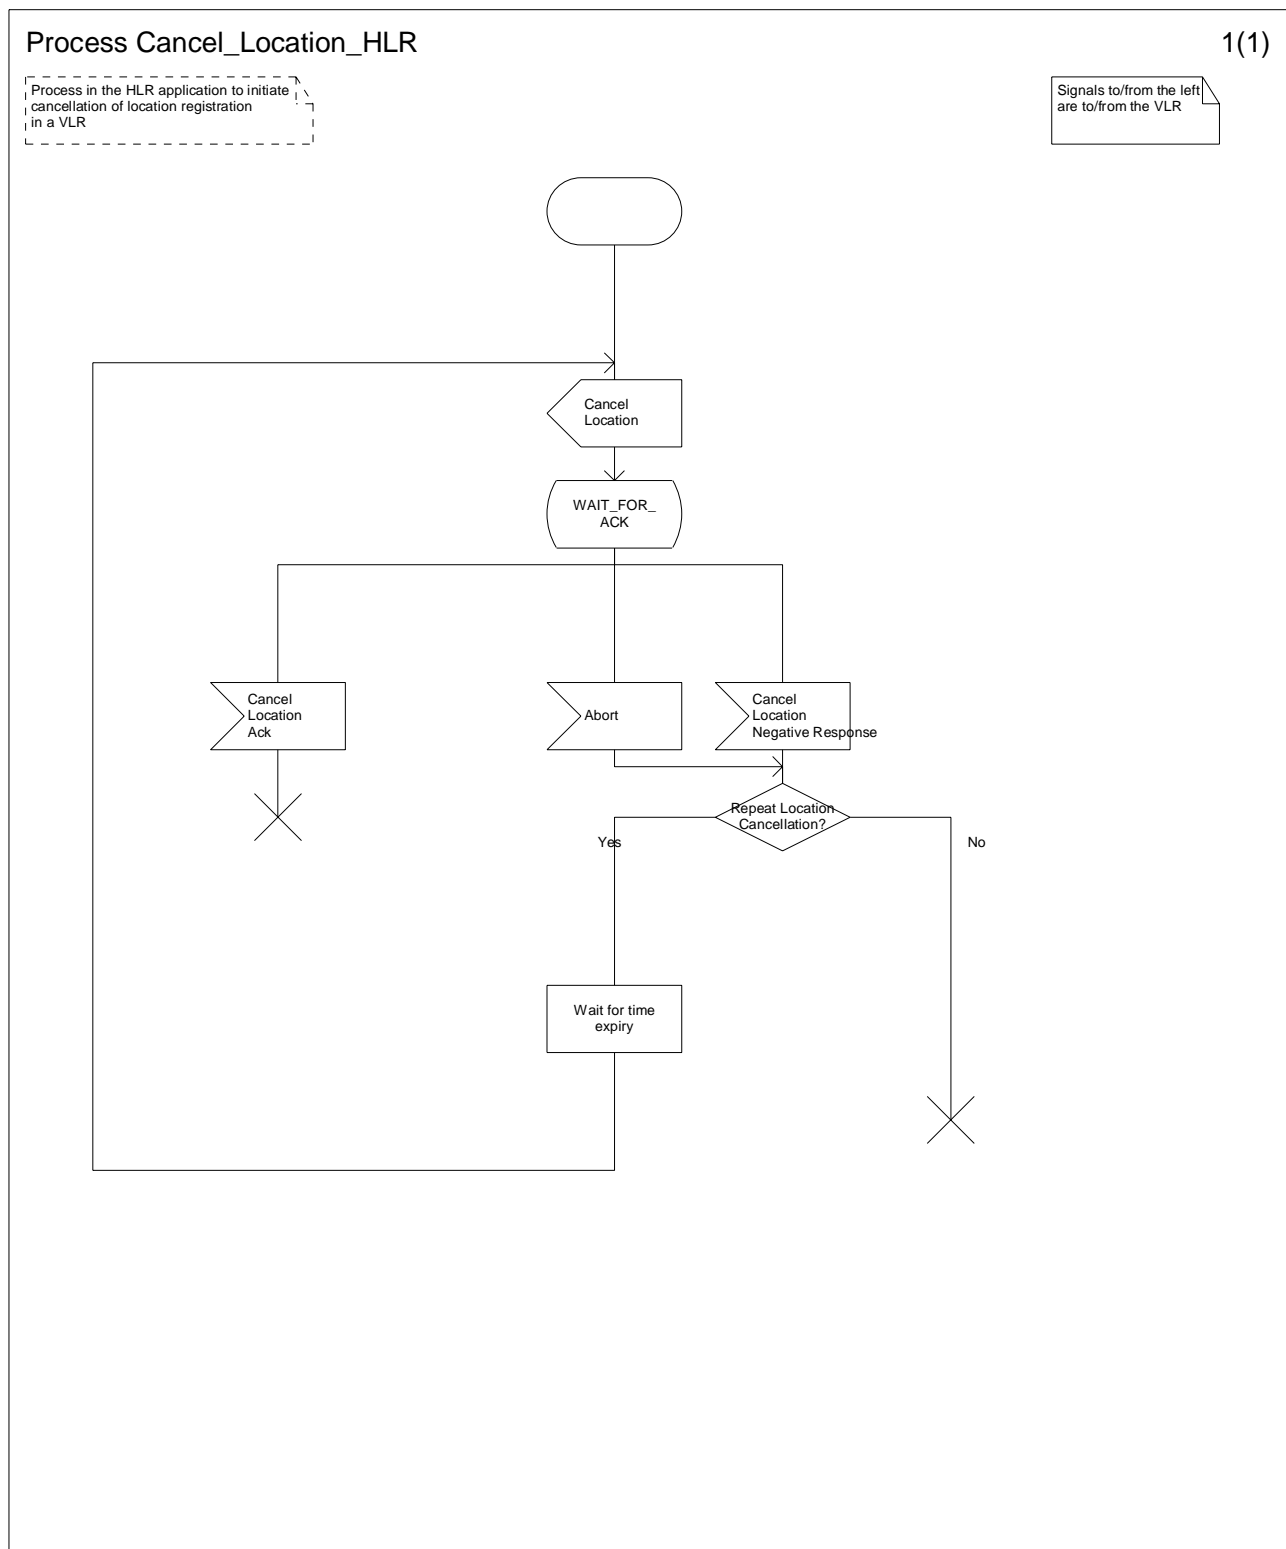 Process Cancel_Location_HLR
1(1)
Process in the HLR application to initiate
cancellation of location registration
in a VLR
Signals to/from the left
are to/from the VLR
Cancel
Location
WAIT_FOR_
ACK
Cancel
Location
Ack
Abort
Cancel
Location
Negative Response
Repeat Location
Cancellation?
Yes
No
Wait for time
expiry